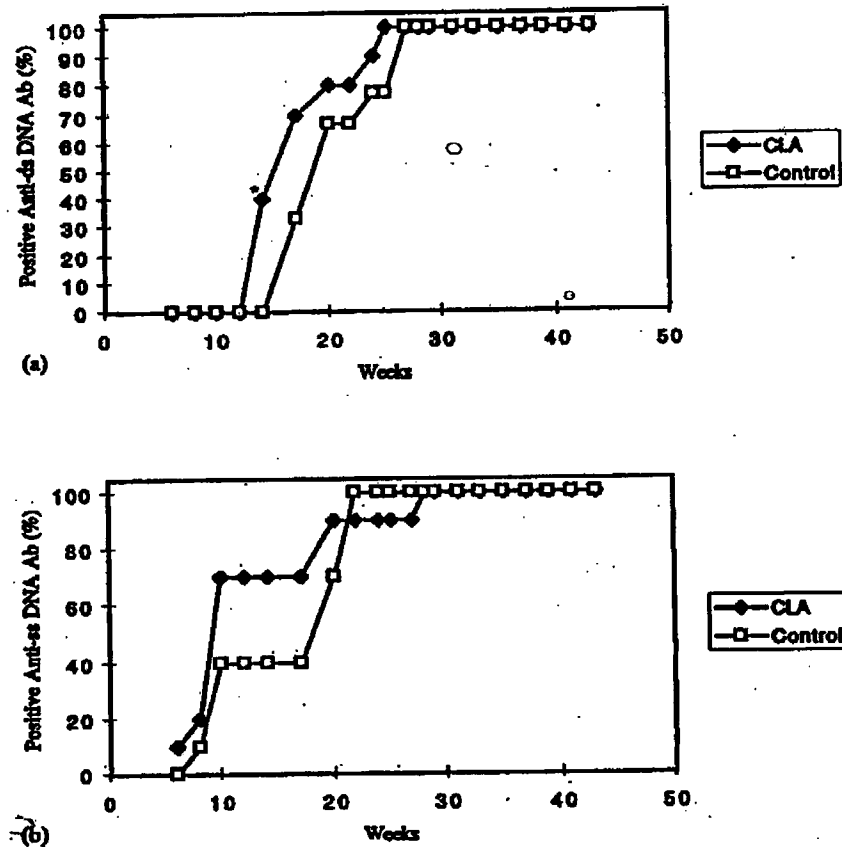 Positive Anti-ds DNA Ab (%)
100
90
80
70
60
50
40
30
20
10
0
*
0 10 20 30 40 50
Weeks
(a)
CLA
Control
Positive Anti-ss DNA Ab (%)
100
80
60
40
20
0
0 10 20 30 40 50
Weeks
(b)
CLA
Control